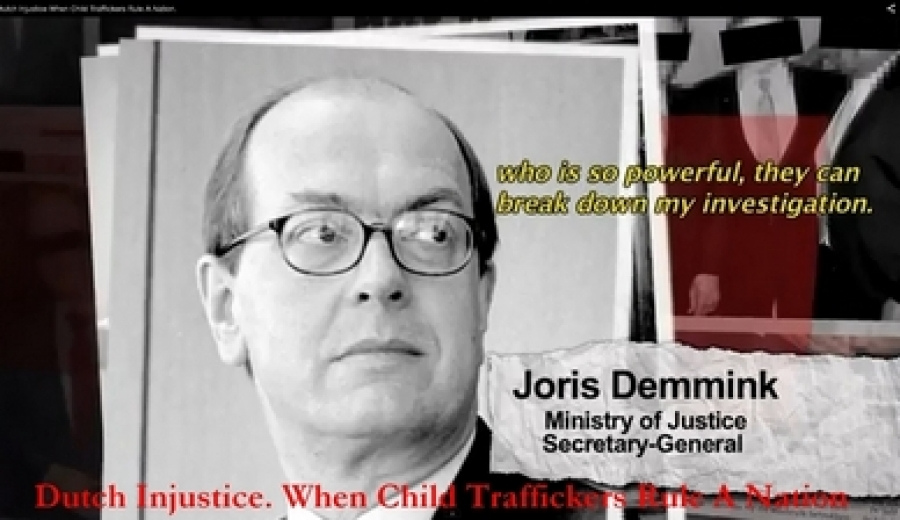 Dutch Injustice When Child Traffickers Rule A Nation.
who is so powerful, they can
break down my investigation.
Joris Demmink
Ministry of Justice
Secretary-General
Dutch Injustice. When Child Traffickers Rule A Nation